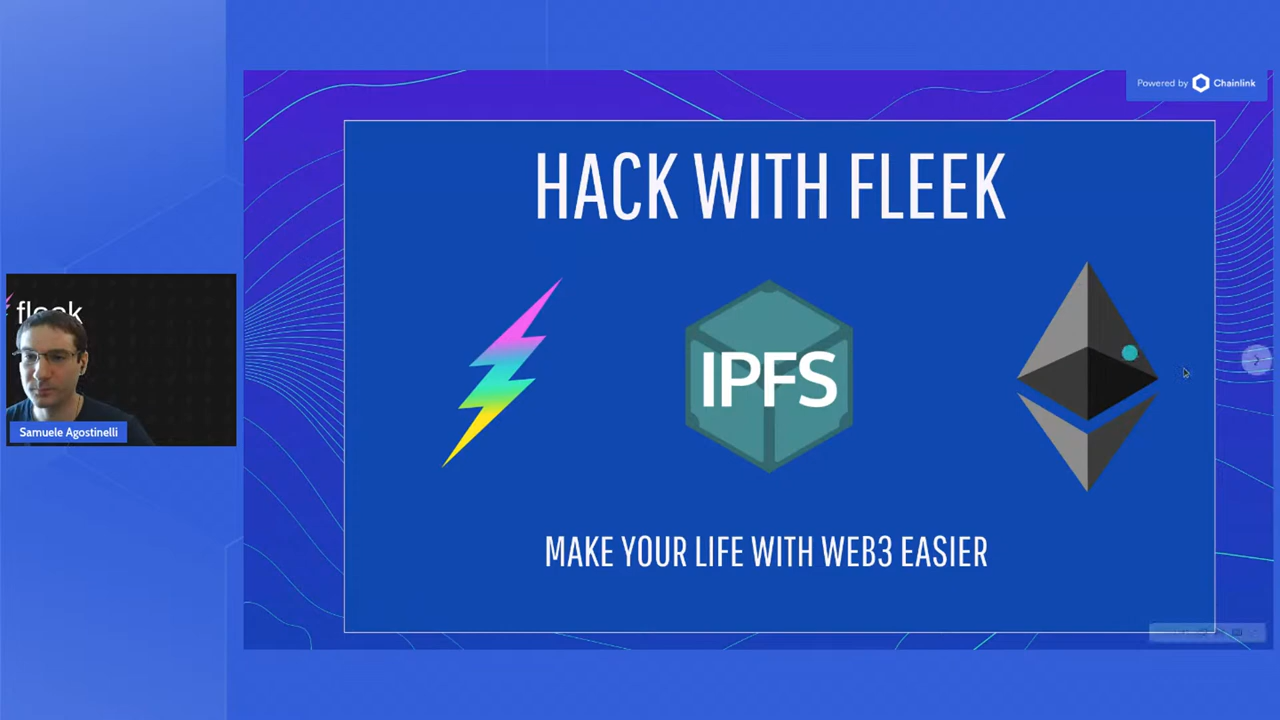 Powered by Chainlink
HACK WITH FLEEK
IPFS
MAKE YOUR LIFE WITH WEB3 EASIER
fleek
Samuele Agostinelli